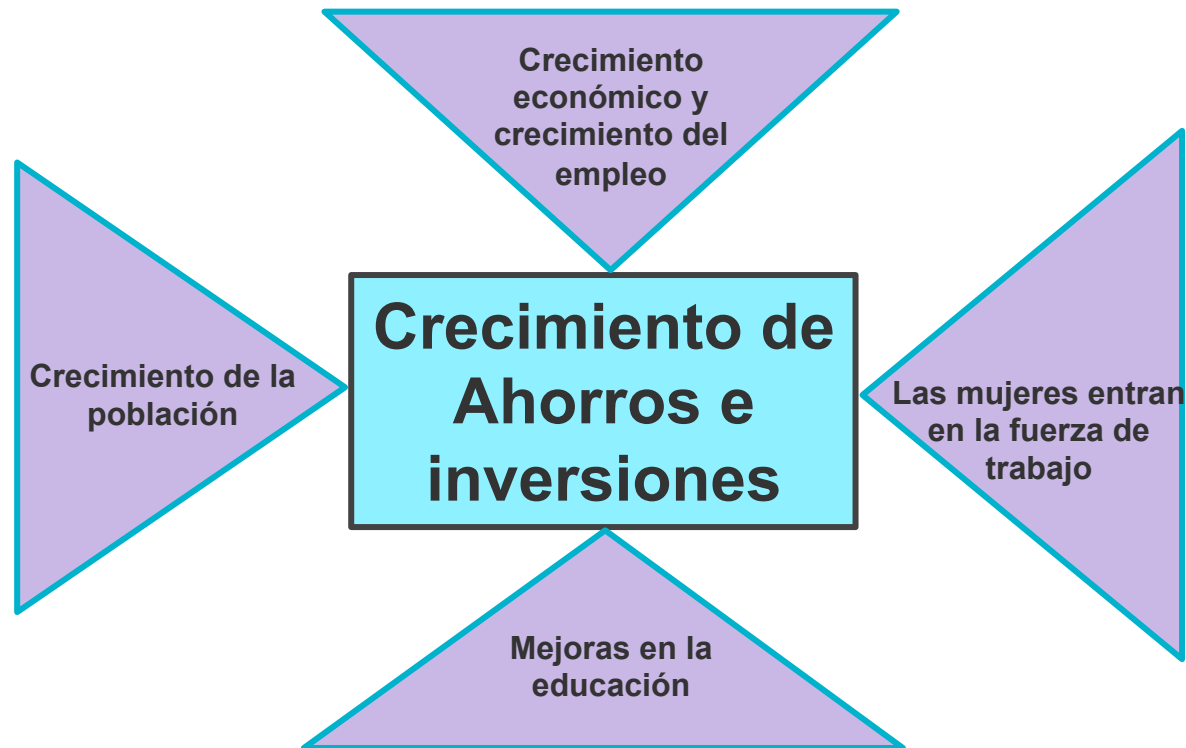 Crecimiento
económico y
crecimiento del
empleo
Crecimiento de la
población
Crecimiento de
Ahorros e
inversiones
Las mujeres entran
en la fuerza de
trabajo
Mejoras en la
educación